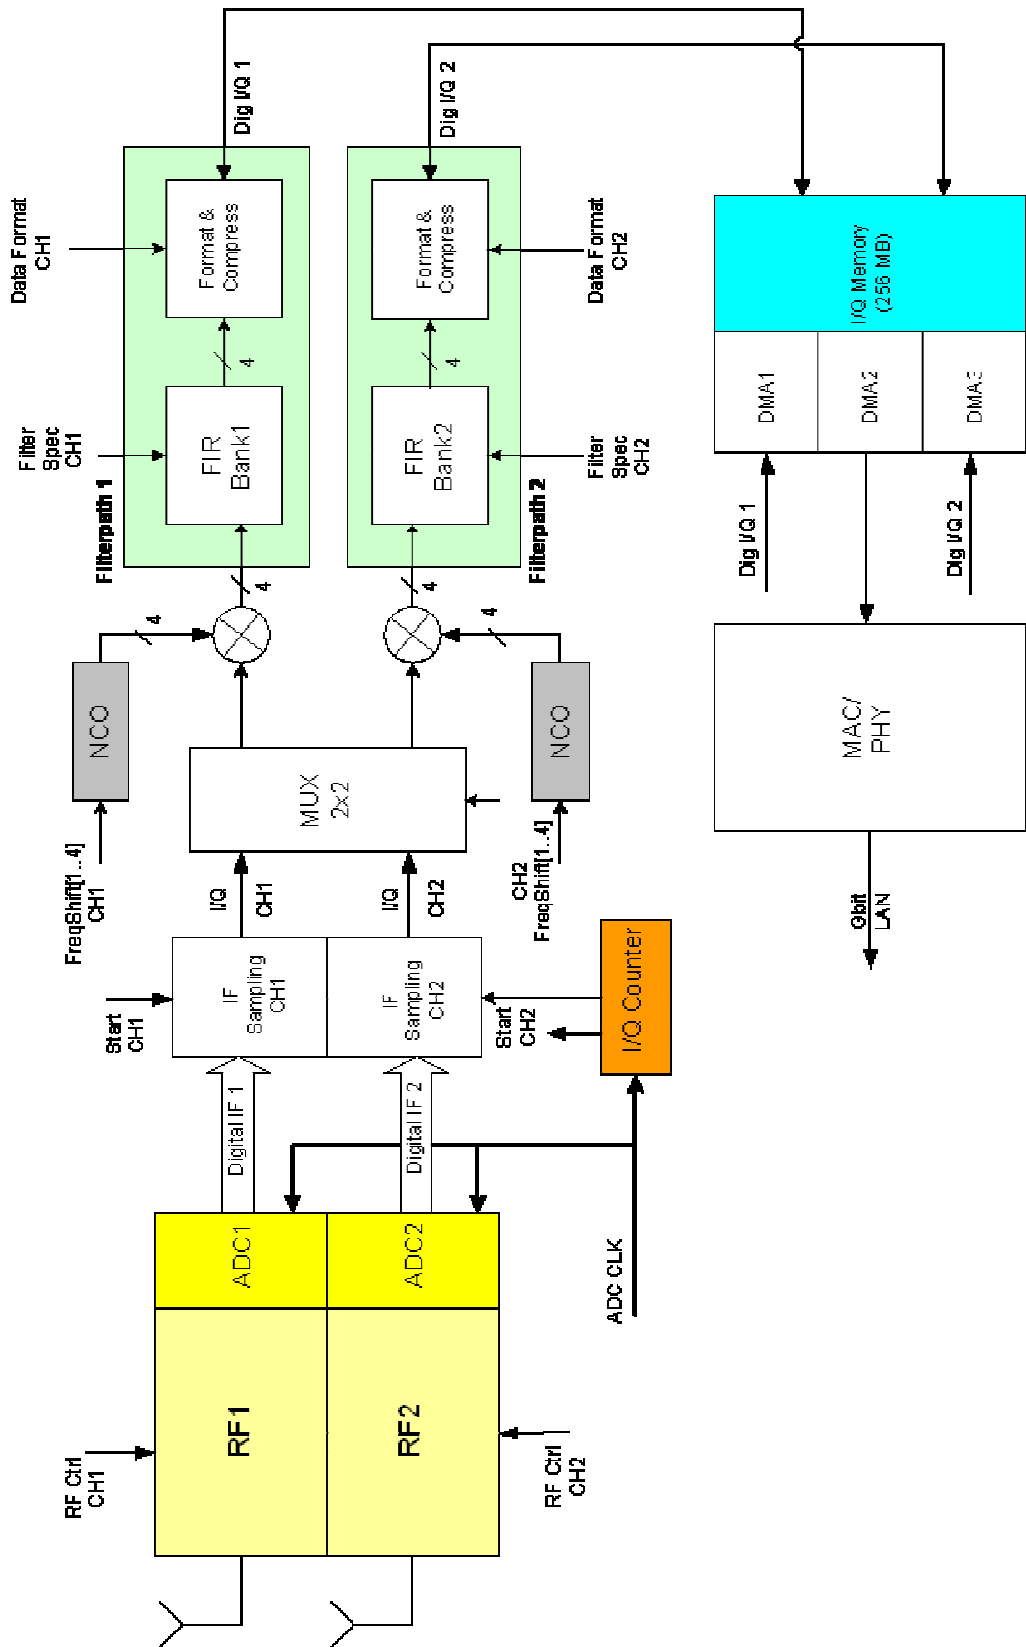 RF Ctrl
CH1
RF1
ADC1
RF2
ADC2
RF Ctrl
CH2
ADC CLK
Digital IF 1
Digital IF 2
Start
CH1
IF
Sampling
CH1
IF
Sampling
CH2
Start
CH2
I/Q Counter
I/Q
CH1
I/Q
CH2
FreqShift[1..4]
CH1
NCO
4
MUX
2x2
CH2
FreqShift[1..4]
NCO
4
4
4
Filterpath 1
Filter
Spec
CH1
FIR
Bank1
4
Data Format
CH1
Format &
Compress
Dig I/Q 1
Filterpath 2
Filter
Spec
CH2
FIR
Bank2
4
Data Format
CH2
Format &
Compress
Dig I/Q 2
Gbit
LAN
MAC/
PHY
Dig I/Q 1
Dig I/Q 2
DMA1
DMA2
DMA3
I/Q Memory
(256 MB)